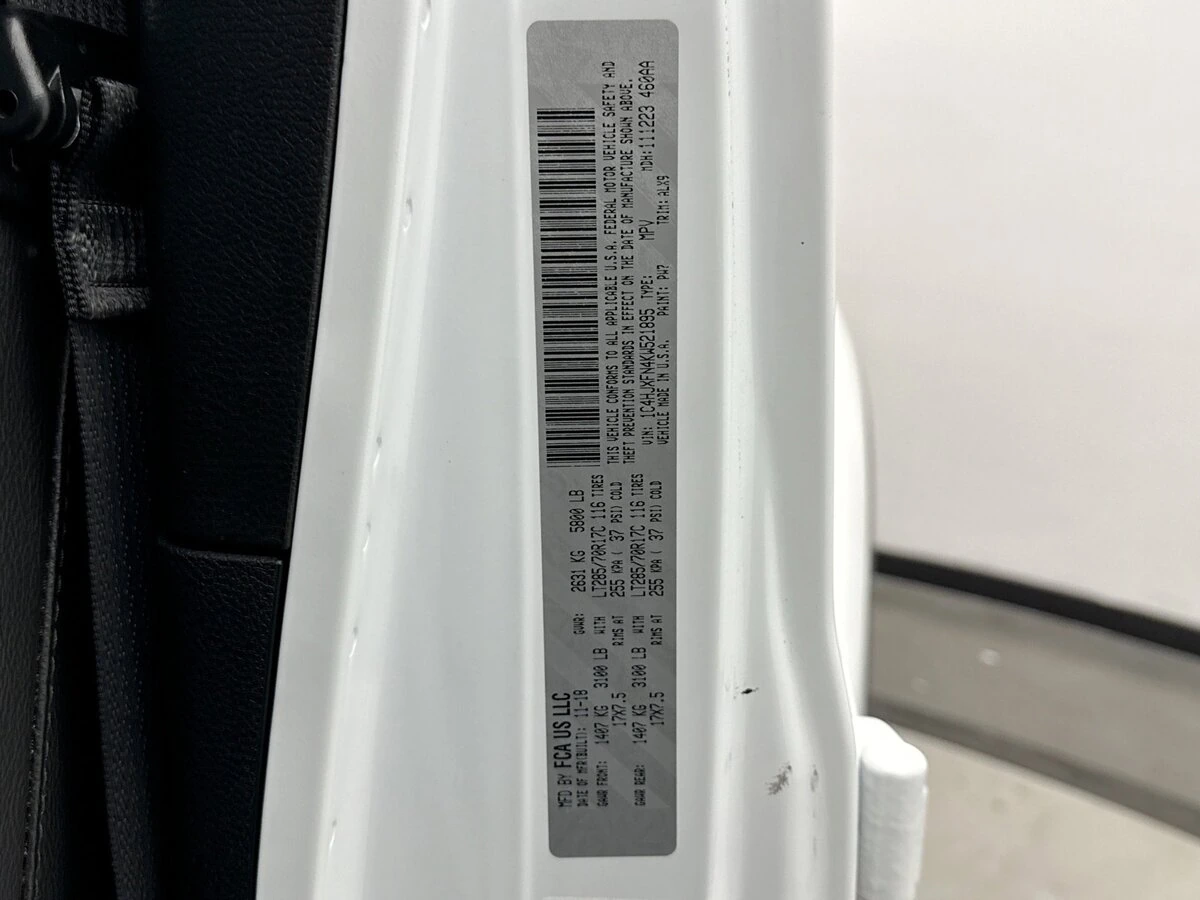 MFD BY FCA US LLC
DATE OF MFR(BUILT): 11-18 GVWR: 2631 KG 5800 LB
GAWR FRONT: 1407 KG 3100 LB WITH LT285/70R17C 116 TIRES
17X7.5 RIMS AT 255 KPA ( 37 PSI) COLD
GAWR REAR: 1407 KG 3100 LB WITH LT285/70R17C 116 TIRES
17X7.5 RIMS AT 255 KPA ( 37 PSI) COLD
THIS VEHICLE CONFORMS TO ALL APPLICABLE U.S.A. FEDERAL MOTOR VEHICLE SAFETY AND
THEFT PREVENTION STANDARDS IN EFFECT ON THE DATE OF MANUFACTURE SHOWN ABOVE.
VIN: 1C4HJXFN4KW521895 TYPE: MPV MDH:111223 460AA
VEHICLE MADE IN U.S.A. PAINT: PW7 TRIM: ALX9